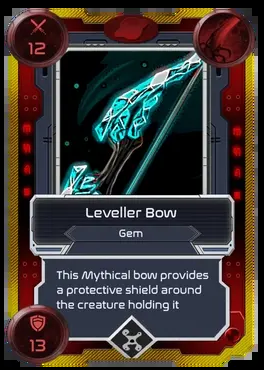 12
Leveller Bow
Gem
This Mythical bow provides
a protective shield around
the creature holding it
13